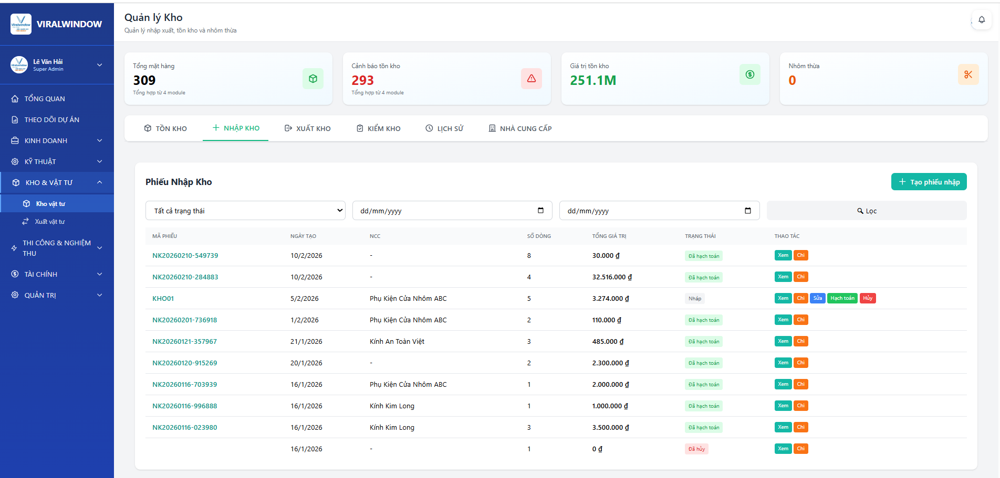 VIRALWINDOW
Lê Văn Hải
Super Admin
TỔNG QUAN
THEO DÕI DỰ ÁN
KINH DOANH
KỸ THUẬT
KHO & VẬT TƯ
Kho vật tư
Xuất vật tư
THI CÔNG & NGHIỆM
THU
TÀI CHÍNH
QUẢN TRỊ
Quản lý Kho
Quản lý nhập xuất, tồn kho và nhôm thừa
Tổng mặt hàng
309
Tổng hợp từ 4 module
Cảnh báo tồn kho
293
Tổng hợp từ 4 module
Giá trị tồn kho
251.1M
Nhôm thừa
0
TỒN KHO NHẬP KHO XUẤT KHO KIỂM KHO LỊCH SỬ NHÀ CUNG CẤP
Phiếu Nhập Kho
Tạo phiếu nhập
Tất cả trạng thái dd/mm/yyyy dd/mm/yyyy Lọc
MÃ PHIẾU NGÀY TẠO NCC SỐ DÒNG TỔNG GIÁ TRỊ TRẠNG THÁI THAO TÁC
NK20260210-549739 10/2/2026 - 8 30.000 ₫ Đã hạch toán Xem Chi
NK20260210-284883 10/2/2026 - 4 32.516.000 ₫ Đã hạch toán Xem Chi
KHO01 5/2/2026 Phụ Kiện Cửa Nhôm ABC 5 3.274.000 ₫ Nháp Xem Chi Sửa Hạch toán Hủy
NK20260201-736918 1/2/2026 Phụ Kiện Cửa Nhôm ABC 2 110.000 ₫ Đã hạch toán Xem Chi
NK20260121-357967 21/1/2026 Kính An Toàn Việt 3 485.000 ₫ Đã hạch toán Xem Chi
NK20260120-915269 20/1/2026 - 2 2.300.000 ₫ Đã hạch toán Xem Chi
NK20260116-703939 16/1/2026 Phụ Kiện Cửa Nhôm ABC 1 2.000.000 ₫ Đã hạch toán Xem Chi
NK20260116-996888 16/1/2026 Kính Kim Long 1 1.000.000 ₫ Đã hạch toán Xem Chi
NK20260116-023980 16/1/2026 Kính Kim Long 3 3.500.000 ₫ Đã hạch toán Xem Chi
16/1/2026 - 1 0 ₫ Đã hủy Xem Chi